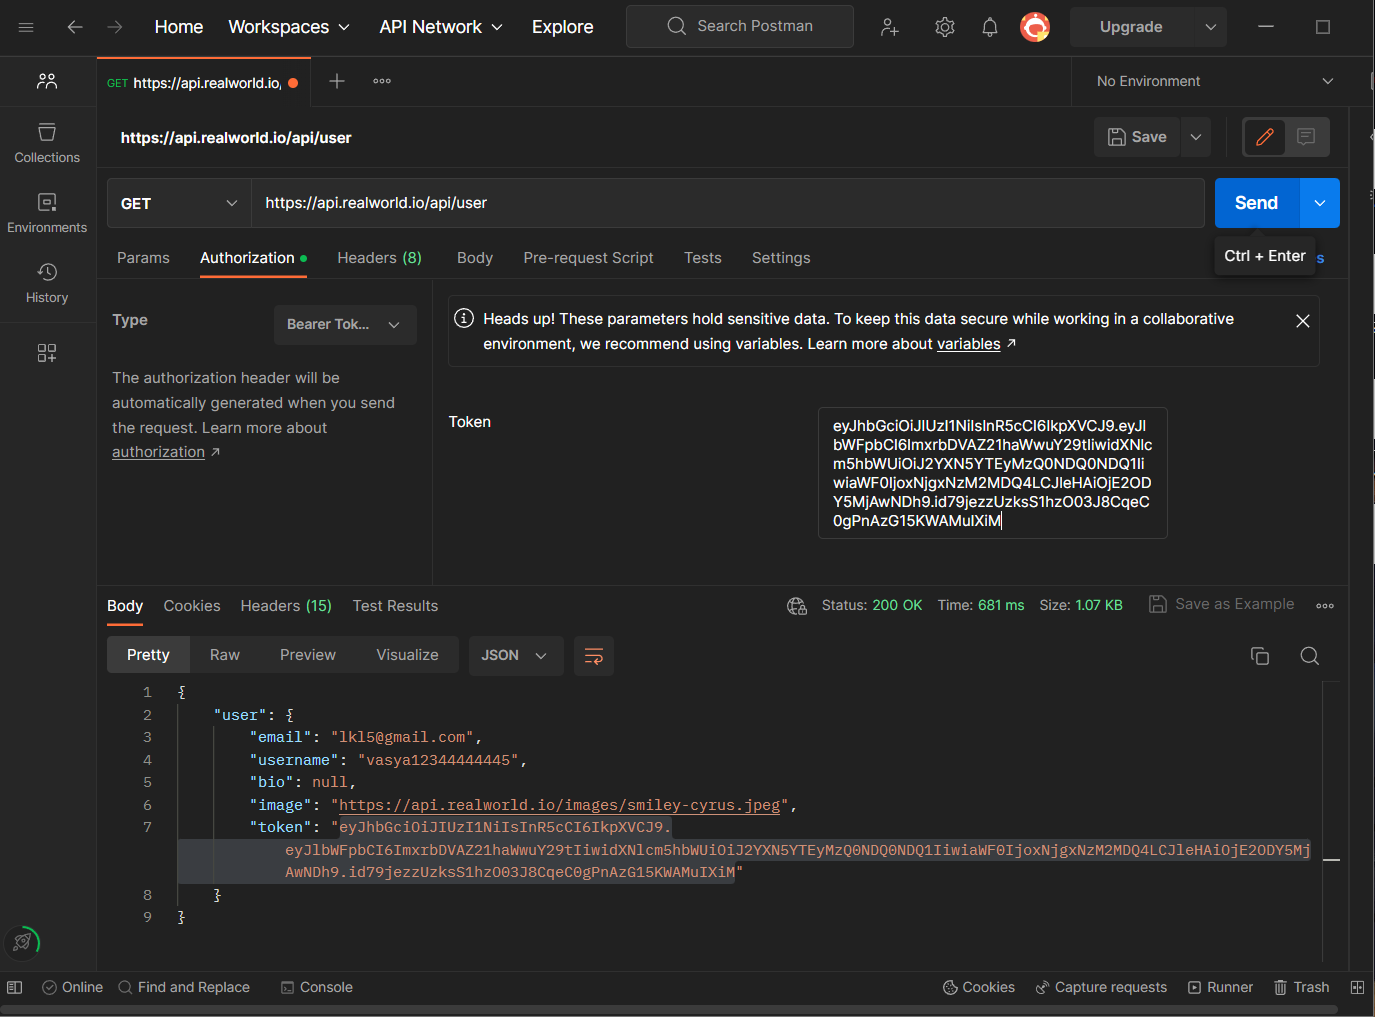 Home Workspaces API Network Explore Search Postman Upgrade
GET https://api.realworld.io/ No Environment
https://api.realworld.io/api/user Save
Collections
Environments
History
GET https://api.realworld.io/api/user Send
Ctrl + Enter
Params Authorization Headers (8) Body Pre-request Script Tests Settings
Type Bearer Tok...
The authorization header will be
automatically generated when you send
the request. Learn more about
authorization ↗
Heads up! These parameters hold sensitive data. To keep this data secure while working in a collaborative
environment, we recommend using variables. Learn more about variables ↗
Token
eyJhbGciOiJIUzI1NiIsInR5cCI6IkpXVCJ9.eyJl
bWFpbCI6ImxrbDVAZ21haWwuY29tIiwidXNlc
m5hbWUiOiJ2YXN5YTEyMzQ0NDQ0NDQ1Ii
wiaWF0IjoxNjgxNzM2MDQ4LCJleHAiOjE2OD
Y5MjAwNDh9.id79jezzUzksS1hzO03J8CqeC
0gPnAzG15KWAMuIXiM
Body Cookies Headers (15) Test Results Status: 200 OK Time: 681 ms Size: 1.07 KB Save as Example
Pretty Raw Preview Visualize JSON
1 {
2 "user": {
3 "email": "lkl5@gmail.com",
4 "username": "vasya12344444445",
5 "bio": null,
6 "image": "https://api.realworld.io/images/smiley-cyrus.jpeg",
7 "token": "eyJhbGciOiJIUzI1NiIsInR5cCI6IkpXVCJ9.
eyJlbWFpbCI6ImxrbDVAZ21haWwuY29tIiwidXNlcm5hbWUiOiJ2YXN5YTEyMzQ0NDQ0NDQ1IiwiaWF0IjoxNjgxNzM2MDQ4LCJleHAiOjE2ODY5Mj
AwNDh9.id79jezzUzksS1hzO03J8CqeC0gPnAzG15KWAMuIXiM"
8 }
9 }
Online Find and Replace Console Cookies Capture requests Runner Trash